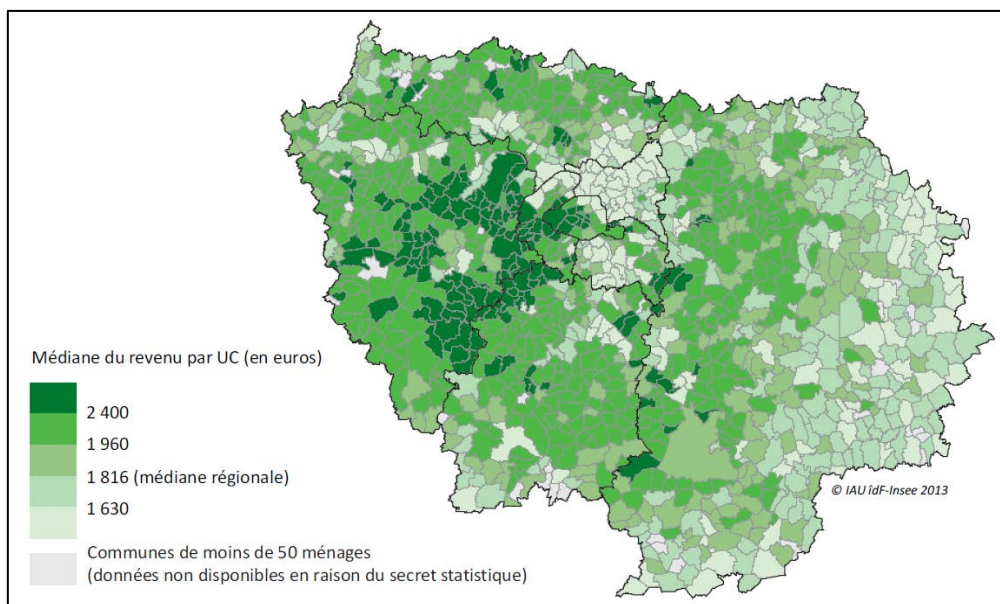 Médiane du revenu par UC (en euros)
2 400
1 960
1 816 (médiane régionale)
1 630
Communes de moins de 50 ménages
(données non disponibles en raison du secret statistique)
© IAU îdF-Insee 2013